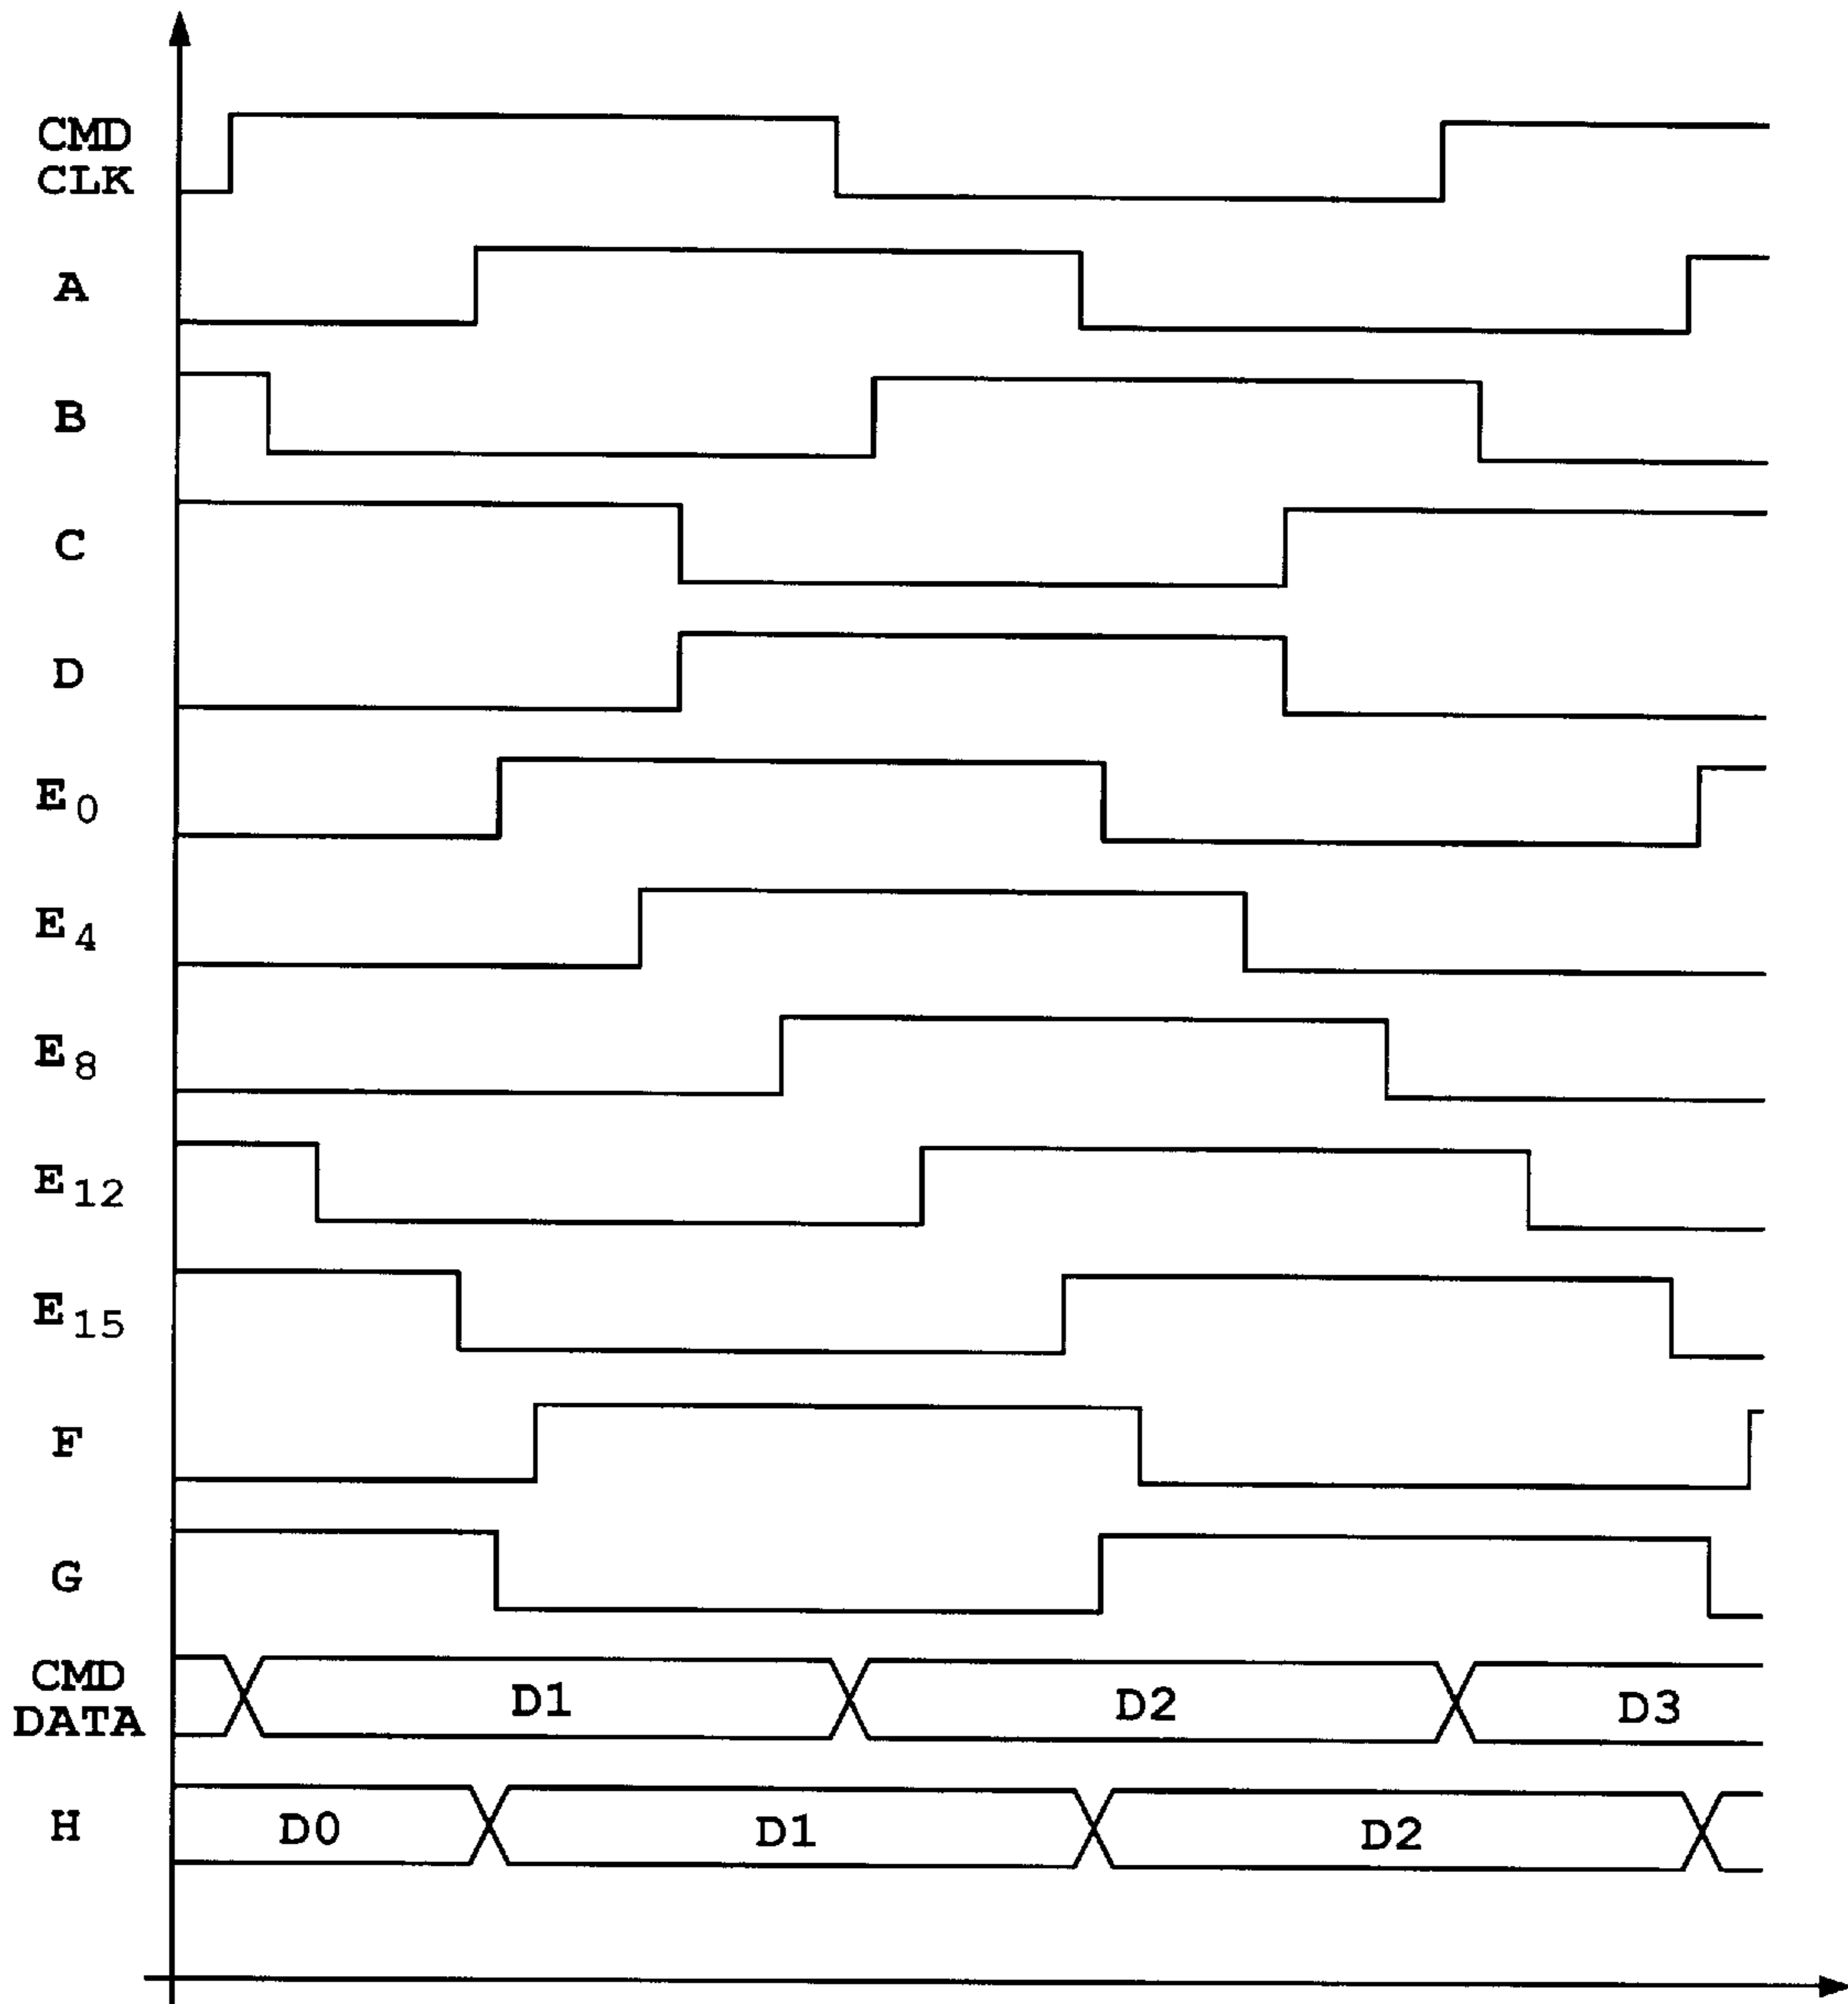 CMD
CLK
A
B
C
D
E0
E4
E8
E12
E15
F
G
CMD
DATA
D1 D2 D3
H
D0 D1 D2